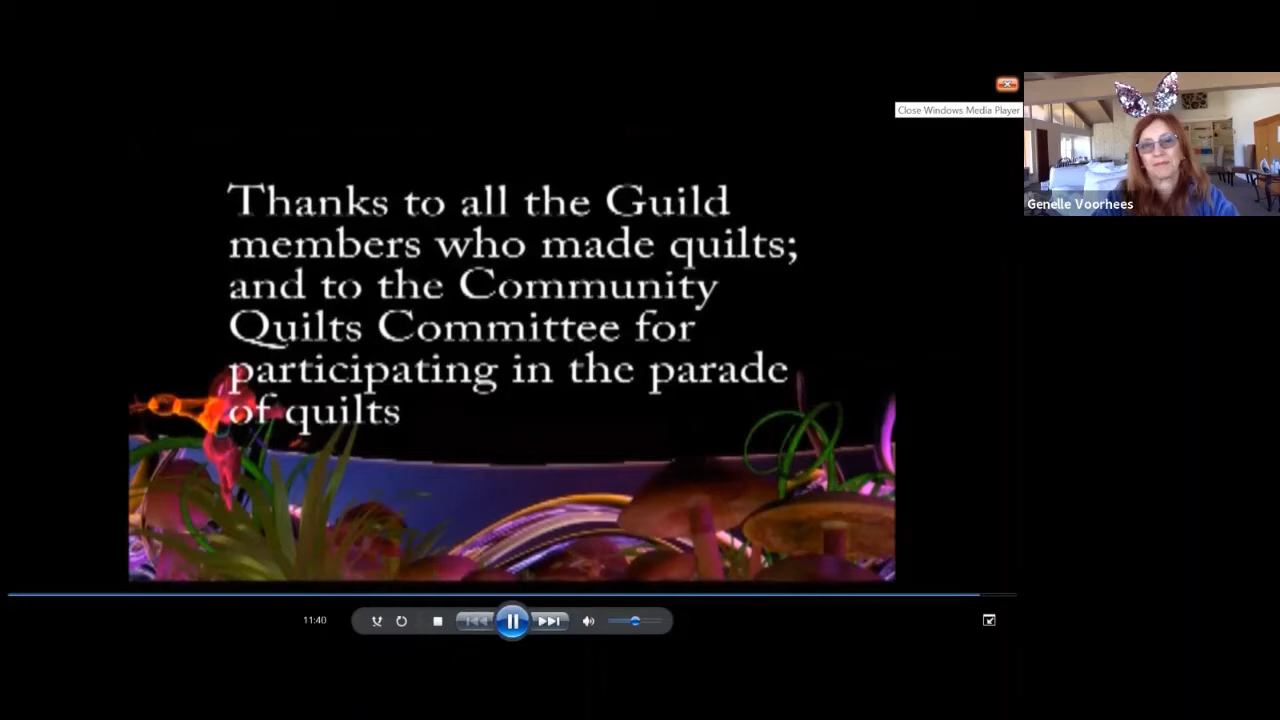 Close Windows Media Player
Thanks to all the Guild
members who made quilts;
and to the Community
Quilts Committee for
participating in the parade
of quilts
Genelle Voorhees
11:40